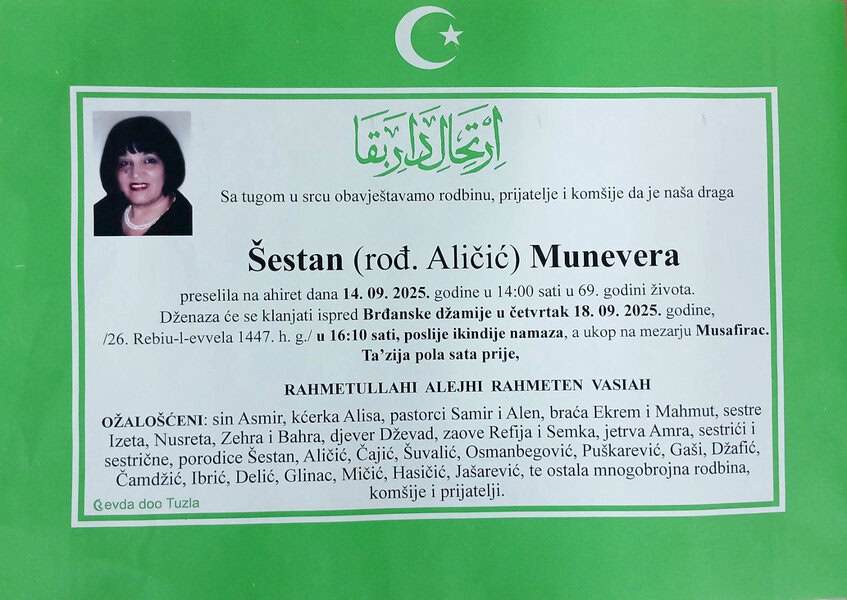 اِرْتِحَالِ دَارِ بَقَا
Sa tugom u srcu obavještavamo rodbinu, prijatelje i komšije da je naša draga
Šestan (rođ. Aličić) Munevera
preselila na ahiret dana 14. 09. 2025. godine u 14:00 sati u 69. godini života.
Dženaza će se klanjati ispred Brđanske džamije u četvrtak 18. 09. 2025. godine,
/26. Rebiu-l-evvela 1447. h. g./ u 16:10 sati, poslije ikindije namaza, a ukop na mezarju Musafirac.
Ta’zija pola sata prije,
RAHMETULLAHI ALEJHI RAHMETEN VASIAH
OŽALOŠĆENI: sin Asmir, kćerka Alisa, pastorci Samir i Alen, braća Ekrem i Mahmut, sestre
Izeta, Nusreta, Zehra i Bahra, djever Dževad, zaove Refija i Semka, jetrva Amra, sestrići i
sestrične, porodice Šestan, Aličić, Čajić, Šuvalić, Osmanbegović, Puškarević, Gaši, Džafić,
Čamdžić, Ibrić, Delić, Glinac, Mičić, Hasičić, Jašarević, te ostala mnogobrojna rodbina,
komšije i prijatelji.
Ševda doo Tuzla